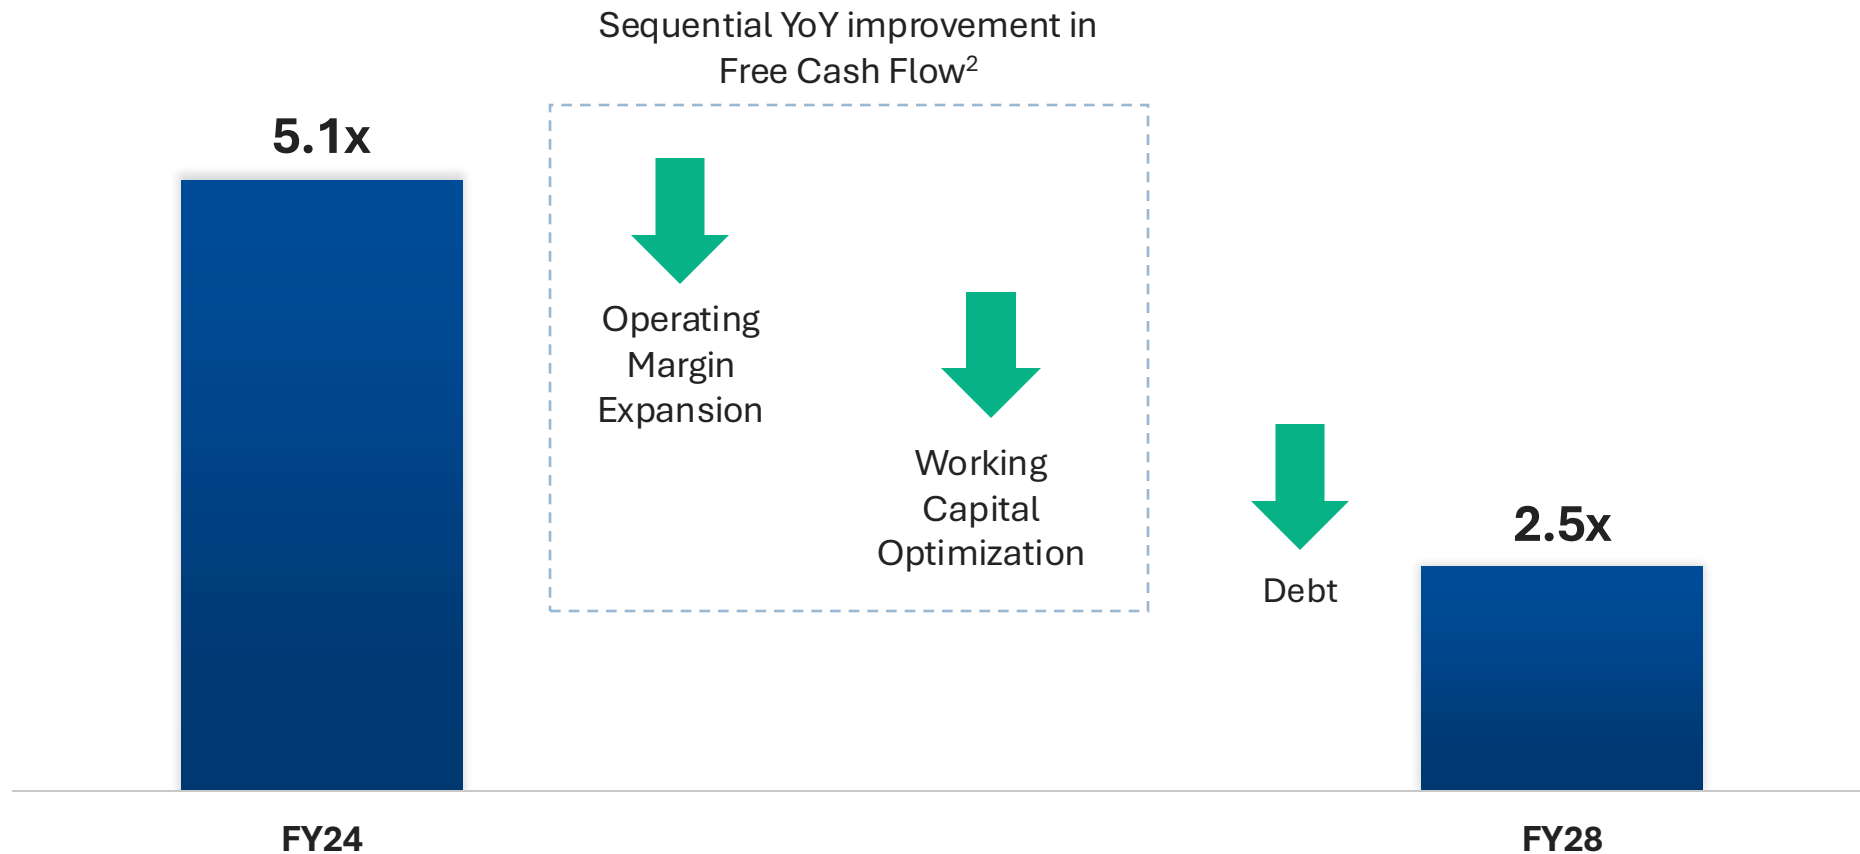 Sequential YoY improvement in
Free Cash Flow²
5.1x
Operating
Margin
Expansion
Working
Capital
Optimization
Debt
2.5x
FY24
FY28